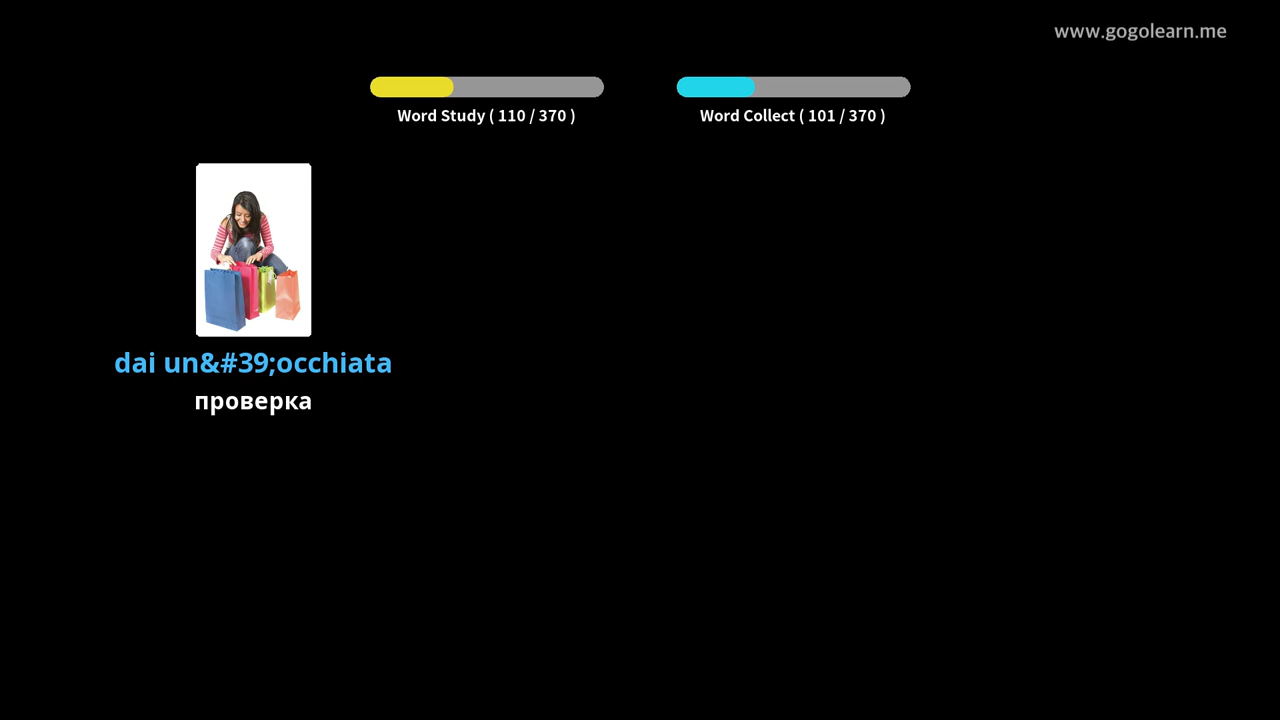 www.gogolearn.me
Word Study ( 110 / 370 )
Word Collect ( 101 / 370 )
dai un&#39;occhiata
проверка